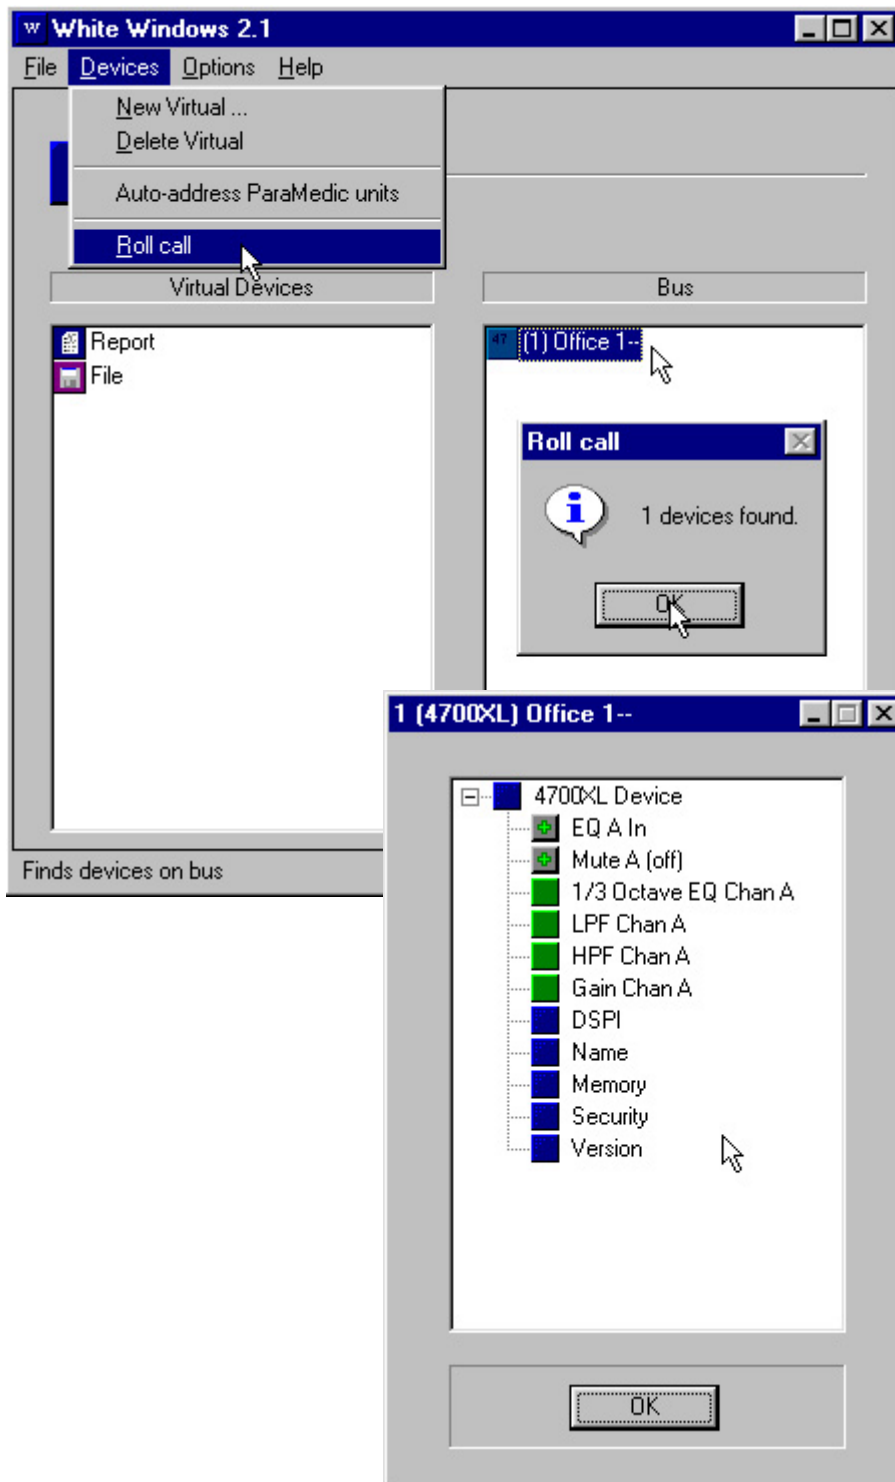 W White Windows 2.1
File Devices Options Help
New Virtual ...
Delete Virtual
Auto-address ParaMedic units
Roll call
Virtual Devices
Report
File
Bus
47 (1) Office 1--
Roll call
1 devices found.
OK
Finds devices on bus
1 (4700XL) Office 1--
4700XL Device
EQ A In
Mute A (off)
1/3 Octave EQ Chan A
LPF Chan A
HPF Chan A
Gain Chan A
DSPI
Name
Memory
Security
Version
OK